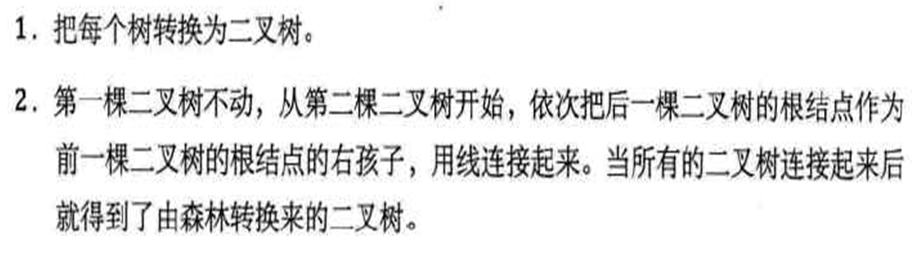 1. 把每个树转换为二叉树。
2. 第一棵二叉树不动，从第二棵二叉树开始，依次把后一棵二叉树的根结点作为
前一棵二叉树的根结点的右孩子，用线连接起来。当所有的二叉树连接起来后
就得到了由森林转换来的二叉树。